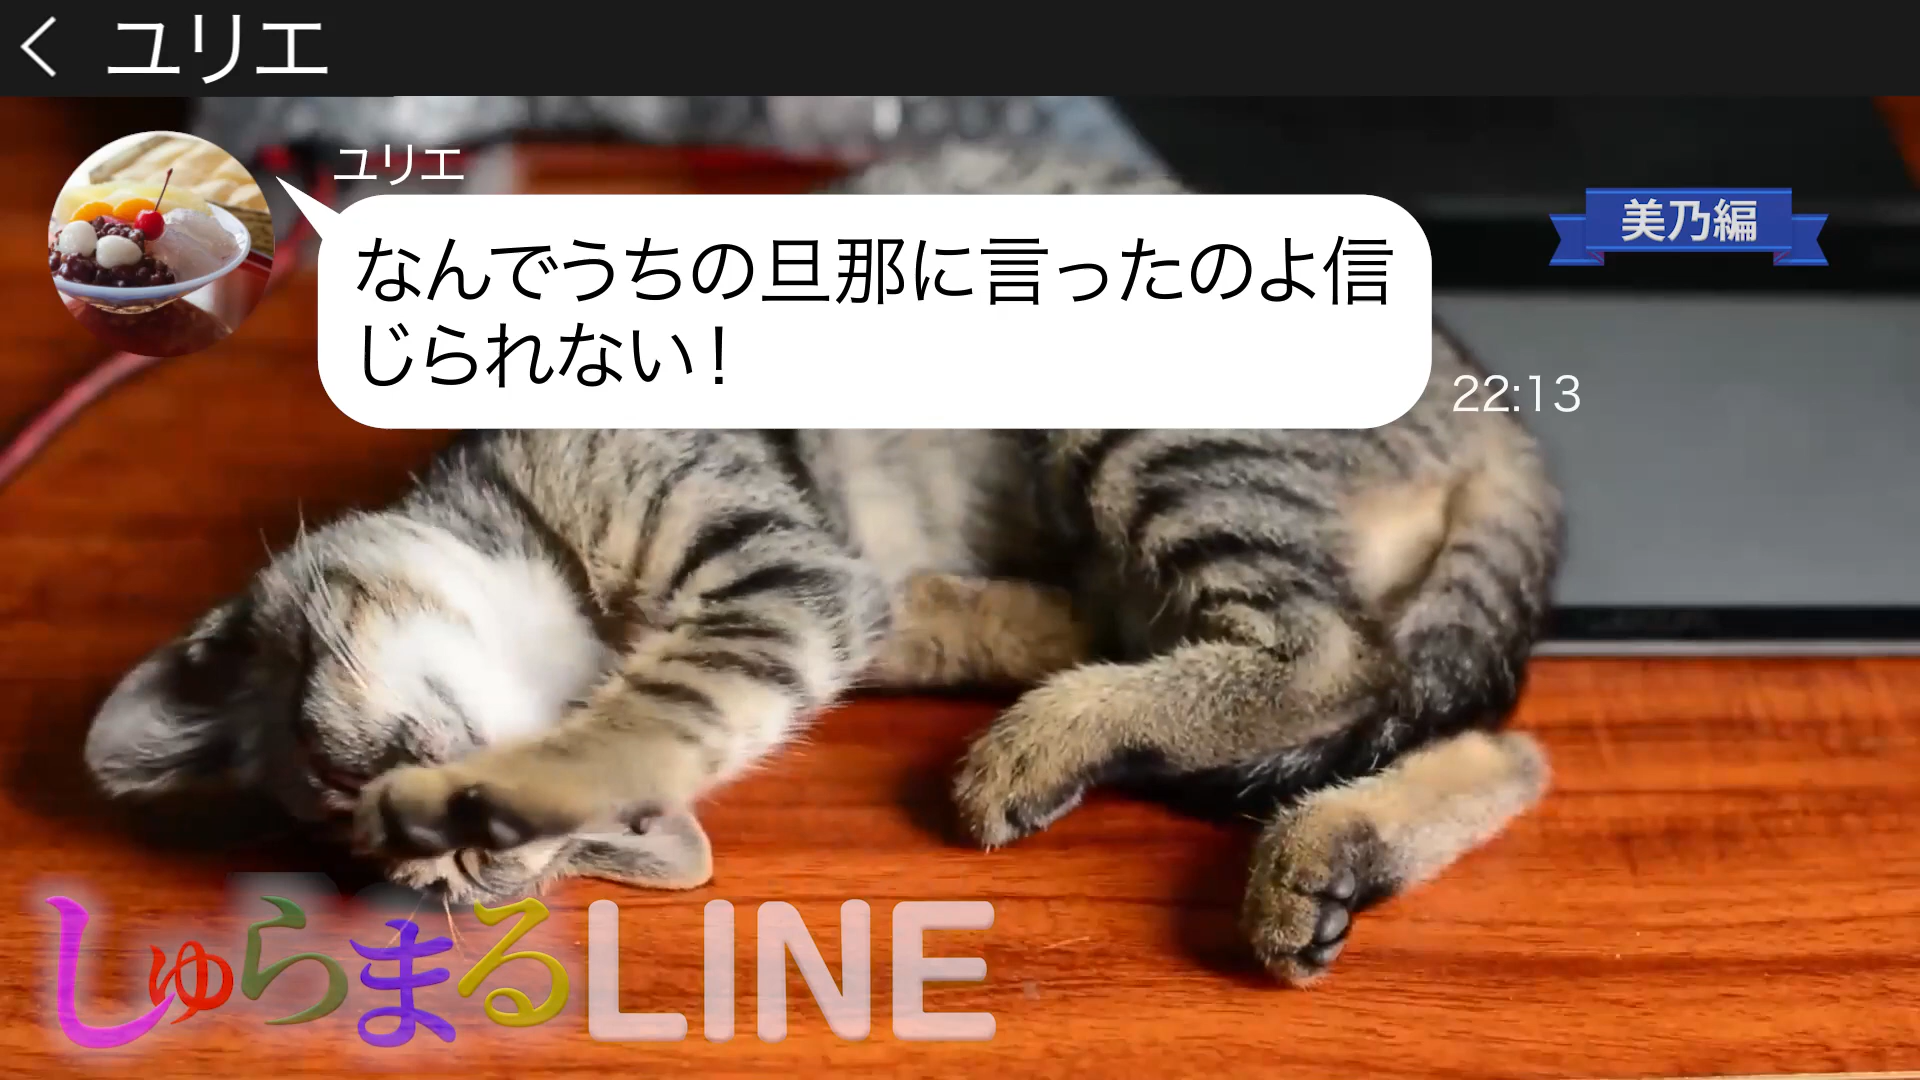 ユリエ
ユリエ
美乃編
なんでうちの旦那に言ったのよ信
じられない!
22:13
しゅらまるLINE